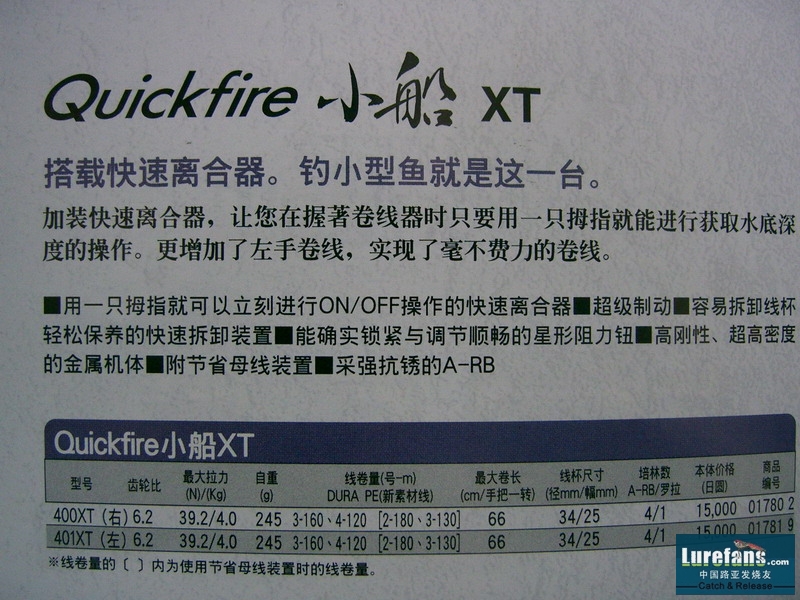 Quickfire 小船 XT
搭载快速离合器。钓小型鱼就是这一台。
加装快速离合器，让您在握著卷线器时只要用一只拇指就能进行获取水底深
度的操作。更增加了左手卷线，实现了毫不费力的卷线。
■用一只拇指就可以立刻进行ON/OFF操作的快速离合器■超级制动■容易拆卸线杯
轻松保养的快速拆卸装置■能确实锁紧与调节顺畅的星形阻力钮■高刚性、超高密度
的金属机体■附节省母线装置■采强抗锈的A-RB
Quickfire小船XT
型号 齿轮比 最大拉力 (N)/(Kg) 自重 (g) 线卷量(号-m) DURA PE(新素材线) 最大卷长 (cm/手把一转) 线杯尺寸 (径mm/幅mm) 培林数 A-RB/罗拉 本体价格 (日圆) 商品 编号
400XT（右）6.2 39.2/4.0 245 3-160、4-120 [2-180、3-130] 66 34/25 4/1 15,000 01780 2
401XT（左）6.2 39.2/4.0 245 3-160、4-120 [2-180、3-130] 66 34/25 4/1 15,000 01781 9
※线卷量的〔 〕内为使用节省母线装置时的线卷量。
Lurefans.com
中国路亚发烧友
Catch & Release